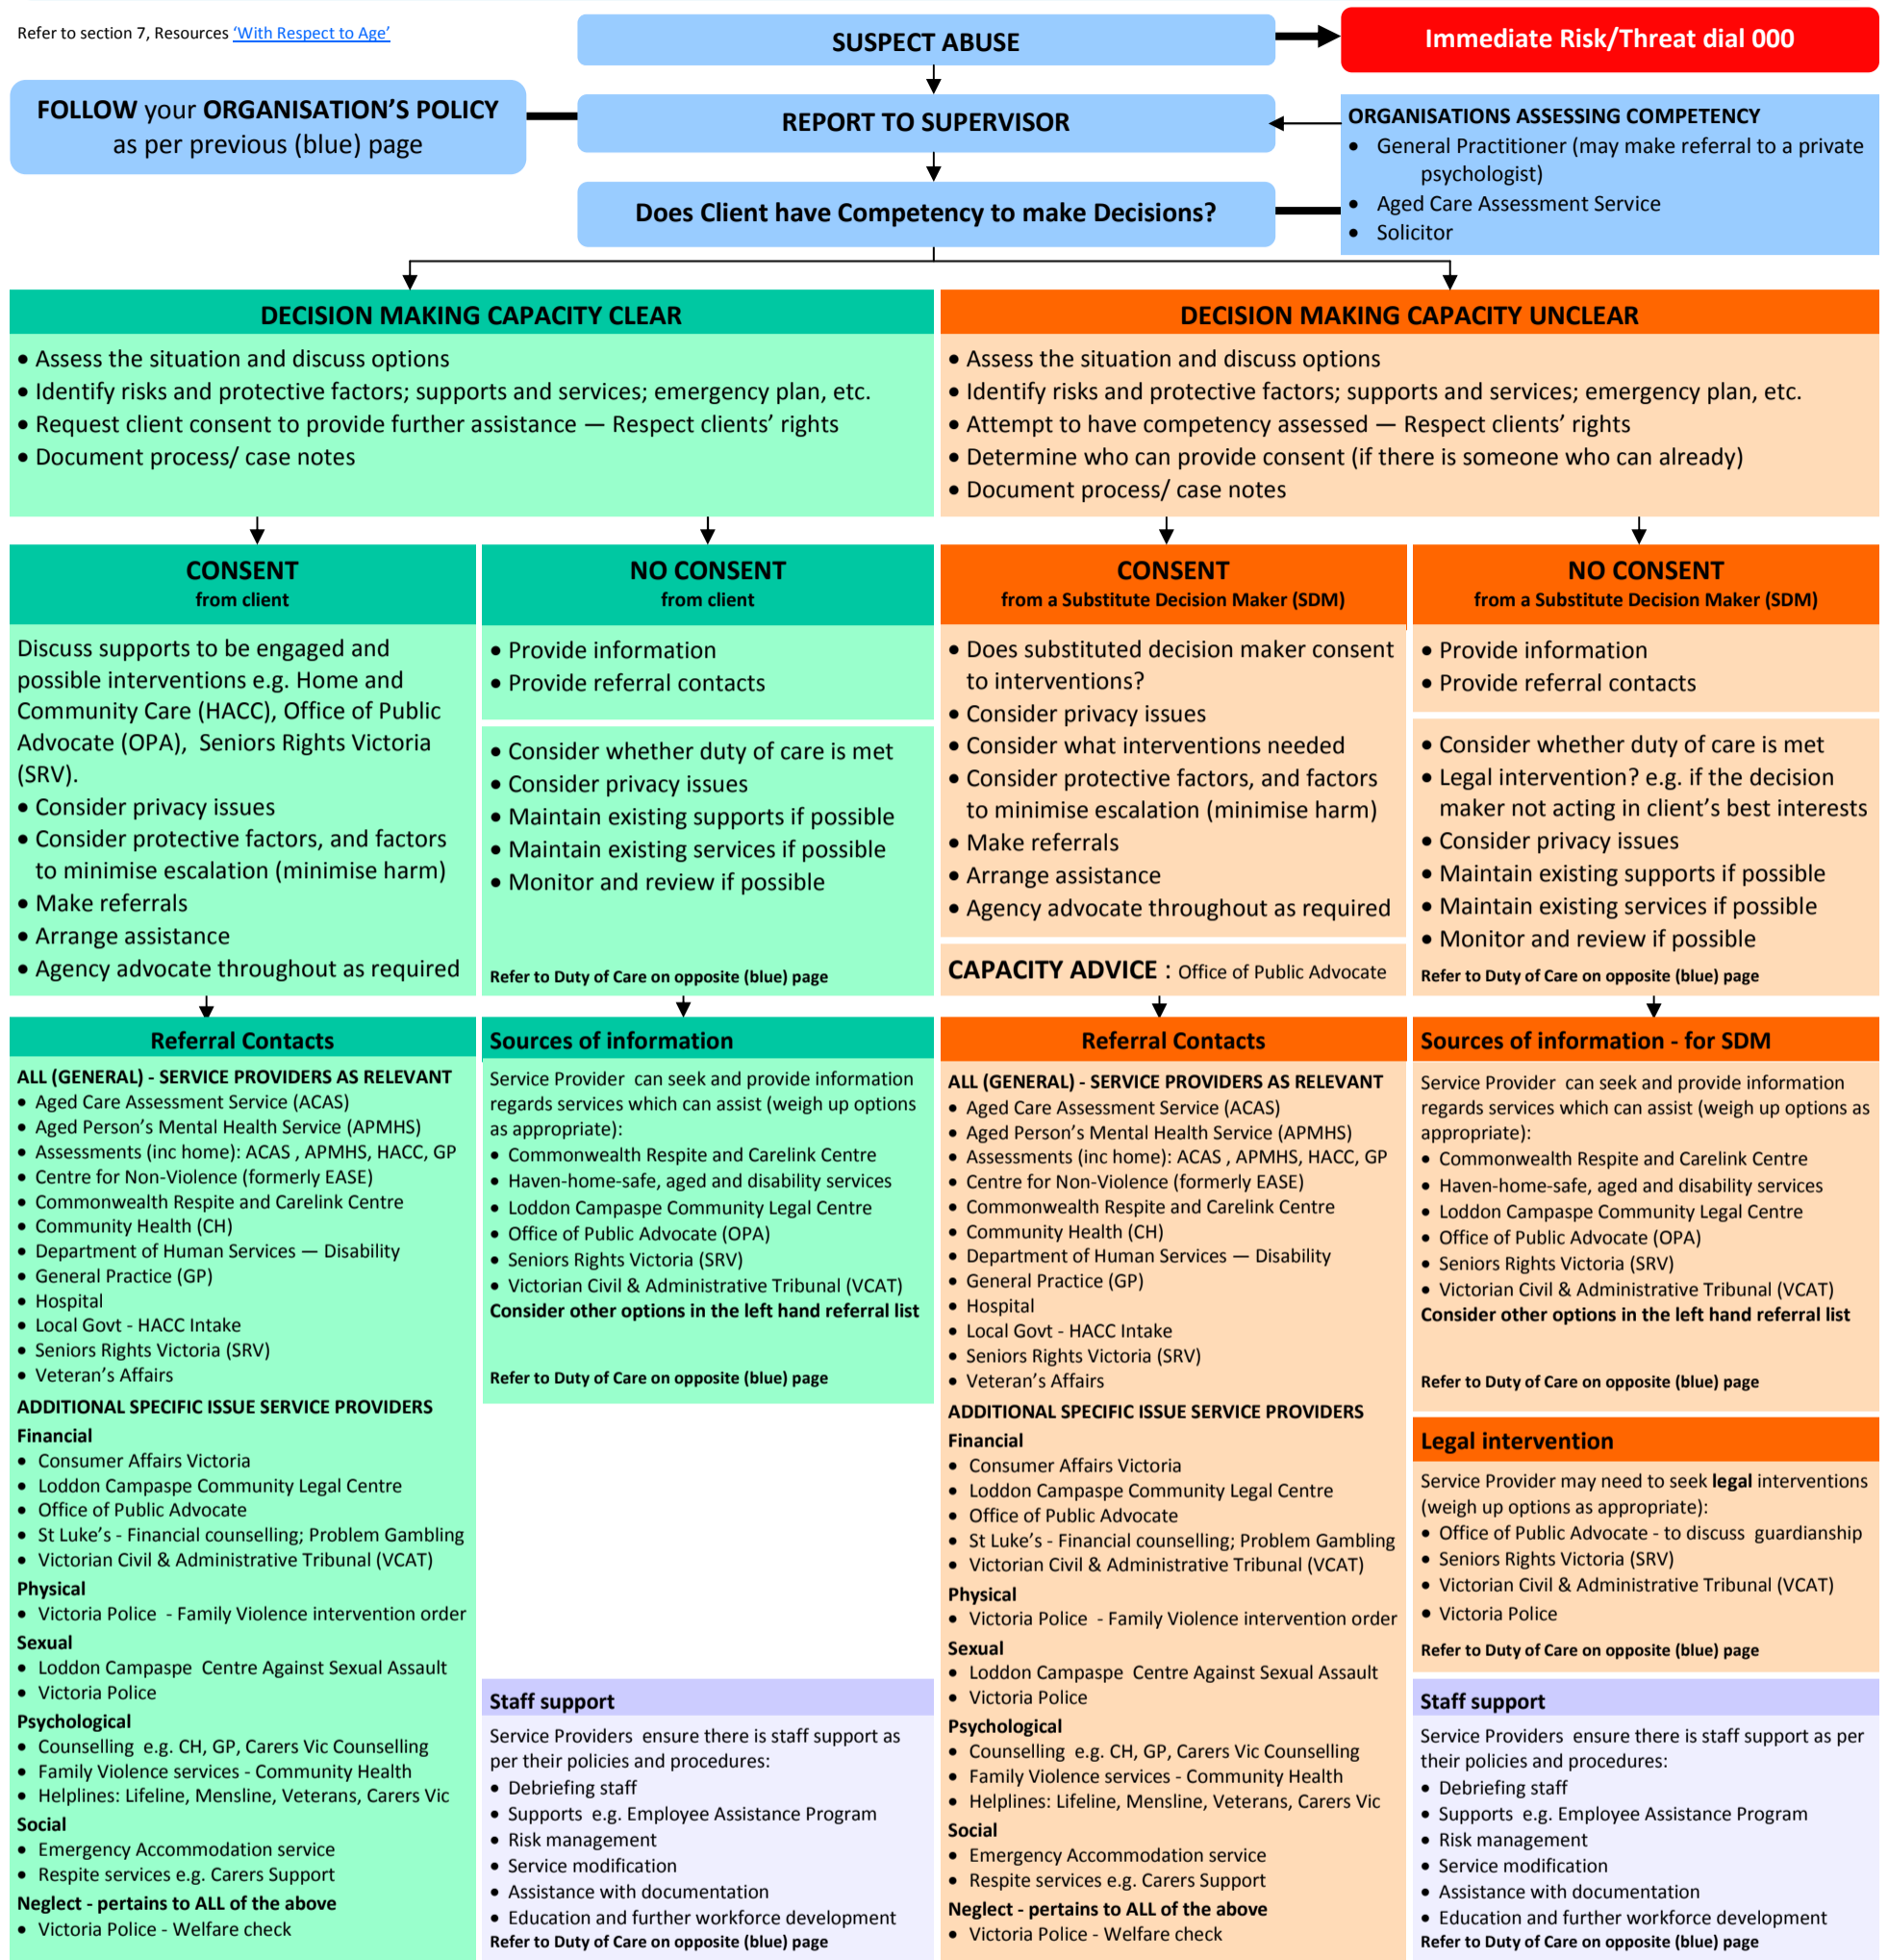 Refer to section 7, Resources ‘With Respect to Age’
SUSPECT ABUSE
Immediate Risk/Threat dial 000
FOLLOW your ORGANISATION’S POLICY
as per previous (blue) page
REPORT TO SUPERVISOR
ORGANISATIONS ASSESSING COMPETENCY
• General Practitioner (may make referral to a private
psychologist)
• Aged Care Assessment Service
• Solicitor
Does Client have Competency to make Decisions?
DECISION MAKING CAPACITY CLEAR
• Assess the situation and discuss options
• Identify risks and protective factors; supports and services; emergency plan, etc.
• Request client consent to provide further assistance — Respect clients’ rights
• Document process/ case notes
DECISION MAKING CAPACITY UNCLEAR
• Assess the situation and discuss options
• Identify risks and protective factors; supports and services; emergency plan, etc.
• Attempt to have competency assessed — Respect clients’ rights
• Determine who can provide consent (if there is someone who can already)
• Document process/ case notes
CONSENT
from client
Discuss supports to be engaged and
possible interventions e.g. Home and
Community Care (HACC), Office of Public
Advocate (OPA), Seniors Rights Victoria
(SRV).
• Consider privacy issues
• Consider protective factors, and factors
to minimise escalation (minimise harm)
• Make referrals
• Arrange assistance
• Agency advocate throughout as required
NO CONSENT
from client
• Provide information
• Provide referral contacts
• Consider whether duty of care is met
• Consider privacy issues
• Maintain existing supports if possible
• Maintain existing services if possible
• Monitor and review if possible
Refer to Duty of Care on opposite (blue) page
CONSENT
from a Substitute Decision Maker (SDM)
• Does substituted decision maker consent
to interventions?
• Consider privacy issues
• Consider what interventions needed
• Consider protective factors, and factors
to minimise escalation (minimise harm)
• Make referrals
• Arrange assistance
• Agency advocate throughout as required
CAPACITY ADVICE : Office of Public Advocate
NO CONSENT
from a Substitute Decision Maker (SDM)
• Provide information
• Provide referral contacts
• Consider whether duty of care is met
• Legal intervention? e.g. if the decision
maker not acting in client’s best interests
• Consider privacy issues
• Maintain existing supports if possible
• Maintain existing services if possible
• Monitor and review if possible
Refer to Duty of Care on opposite (blue) page
Referral Contacts
ALL (GENERAL) - SERVICE PROVIDERS AS RELEVANT
• Aged Care Assessment Service (ACAS)
• Aged Person’s Mental Health Service (APMHS)
• Assessments (inc home): ACAS , APMHS, HACC, GP
• Centre for Non-Violence (formerly EASE)
• Commonwealth Respite and Carelink Centre
• Community Health (CH)
• Department of Human Services — Disability
• General Practice (GP)
• Hospital
• Local Govt - HACC Intake
• Seniors Rights Victoria (SRV)
• Veteran’s Affairs
ADDITIONAL SPECIFIC ISSUE SERVICE PROVIDERS
Financial
• Consumer Affairs Victoria
• Loddon Campaspe Community Legal Centre
• Office of Public Advocate
• St Luke’s - Financial counselling; Problem Gambling
• Victorian Civil & Administrative Tribunal (VCAT)
Physical
• Victoria Police - Family Violence intervention order
Sexual
• Loddon Campaspe Centre Against Sexual Assault
• Victoria Police
Psychological
• Counselling e.g. CH, GP, Carers Vic Counselling
• Family Violence services - Community Health
• Helplines: Lifeline, Mensline, Veterans, Carers Vic
Social
• Emergency Accommodation service
• Respite services e.g. Carers Support
Neglect - pertains to ALL of the above
• Victoria Police - Welfare check
Sources of information
Service Provider can seek and provide information
regards services which can assist (weigh up options
as appropriate):
• Commonwealth Respite and Carelink Centre
• Haven-home-safe, aged and disability services
• Loddon Campaspe Community Legal Centre
• Office of Public Advocate (OPA)
• Seniors Rights Victoria (SRV)
• Victorian Civil & Administrative Tribunal (VCAT)
Consider other options in the left hand referral list
Refer to Duty of Care on opposite (blue) page
Staff support
Service Providers ensure there is staff support as
per their policies and procedures:
• Debriefing staff
• Supports e.g. Employee Assistance Program
• Risk management
• Service modification
• Assistance with documentation
• Education and further workforce development
Refer to Duty of Care on opposite (blue) page
Referral Contacts
ALL (GENERAL) - SERVICE PROVIDERS AS RELEVANT
• Aged Care Assessment Service (ACAS)
• Aged Person’s Mental Health Service (APMHS)
• Assessments (inc home): ACAS , APMHS, HACC, GP
• Centre for Non-Violence (formerly EASE)
• Commonwealth Respite and Carelink Centre
• Community Health (CH)
• Department of Human Services — Disability
• General Practice (GP)
• Hospital
• Local Govt - HACC Intake
• Seniors Rights Victoria (SRV)
• Veteran’s Affairs
ADDITIONAL SPECIFIC ISSUE SERVICE PROVIDERS
Financial
• Consumer Affairs Victoria
• Loddon Campaspe Community Legal Centre
• Office of Public Advocate
• St Luke’s - Financial counselling; Problem Gambling
• Victorian Civil & Administrative Tribunal (VCAT)
Physical
• Victoria Police - Family Violence intervention order
Sexual
• Loddon Campaspe Centre Against Sexual Assault
• Victoria Police
Psychological
• Counselling e.g. CH, GP, Carers Vic Counselling
• Family Violence services - Community Health
• Helplines: Lifeline, Mensline, Veterans, Carers Vic
Social
• Emergency Accommodation service
• Respite services e.g. Carers Support
Neglect - pertains to ALL of the above
• Victoria Police - Welfare check
Sources of information - for SDM
Service Provider can seek and provide information
regards services which can assist (weigh up options as
appropriate):
• Commonwealth Respite and Carelink Centre
• Haven-home-safe, aged and disability services
• Loddon Campaspe Community Legal Centre
• Office of Public Advocate (OPA)
• Seniors Rights Victoria (SRV)
• Victorian Civil & Administrative Tribunal (VCAT)
Consider other options in the left hand referral list
Refer to Duty of Care on opposite (blue) page
Legal intervention
Service Provider may need to seek legal interventions
(weigh up options as appropriate):
• Office of Public Advocate - to discuss guardianship
• Seniors Rights Victoria (SRV)
• Victorian Civil & Administrative Tribunal (VCAT)
• Victoria Police
Refer to Duty of Care on opposite (blue) page
Staff support
Service Providers ensure there is staff support as per
their policies and procedures:
• Debriefing staff
• Supports e.g. Employee Assistance Program
• Risk management
• Service modification
• Assistance with documentation
• Education and further workforce development
Refer to Duty of Care on opposite (blue) page